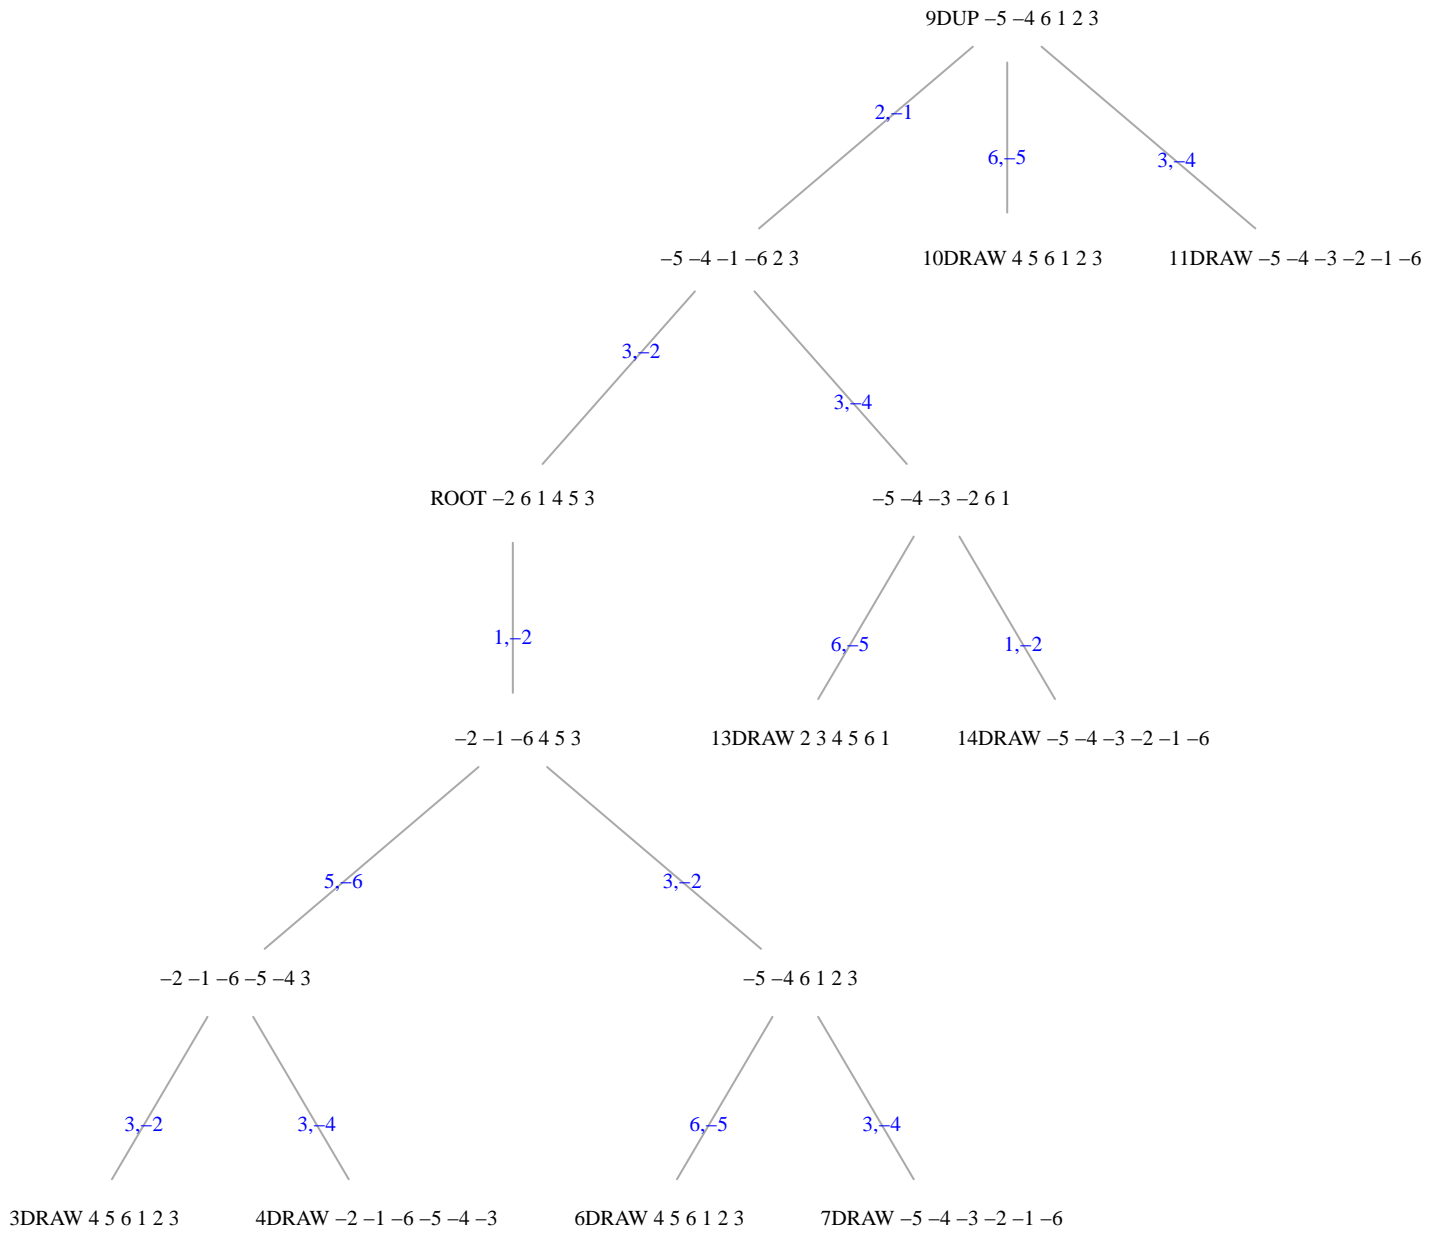 9DUP –5 –4 6 1 2 3
2,–1
6,–5
3,–4
–5 –4 –1 –6 2 3
10DRAW 4 5 6 1 2 3
11DRAW –5 –4 –3 –2 –1 –6
3,–2
3,–4
ROOT –2 6 1 4 5 3
–5 –4 –3 –2 6 1
1,–2
6,–5
1,–2
–2 –1 –6 4 5 3
13DRAW 2 3 4 5 6 1
14DRAW –5 –4 –3 –2 –1 –6
5,–6
3,–2
–2 –1 –6 –5 –4 3
–5 –4 6 1 2 3
3,–2
3,–4
6,–5
3,–4
3DRAW 4 5 6 1 2 3
4DRAW –2 –1 –6 –5 –4 –3
6DRAW 4 5 6 1 2 3
7DRAW –5 –4 –3 –2 –1 –6